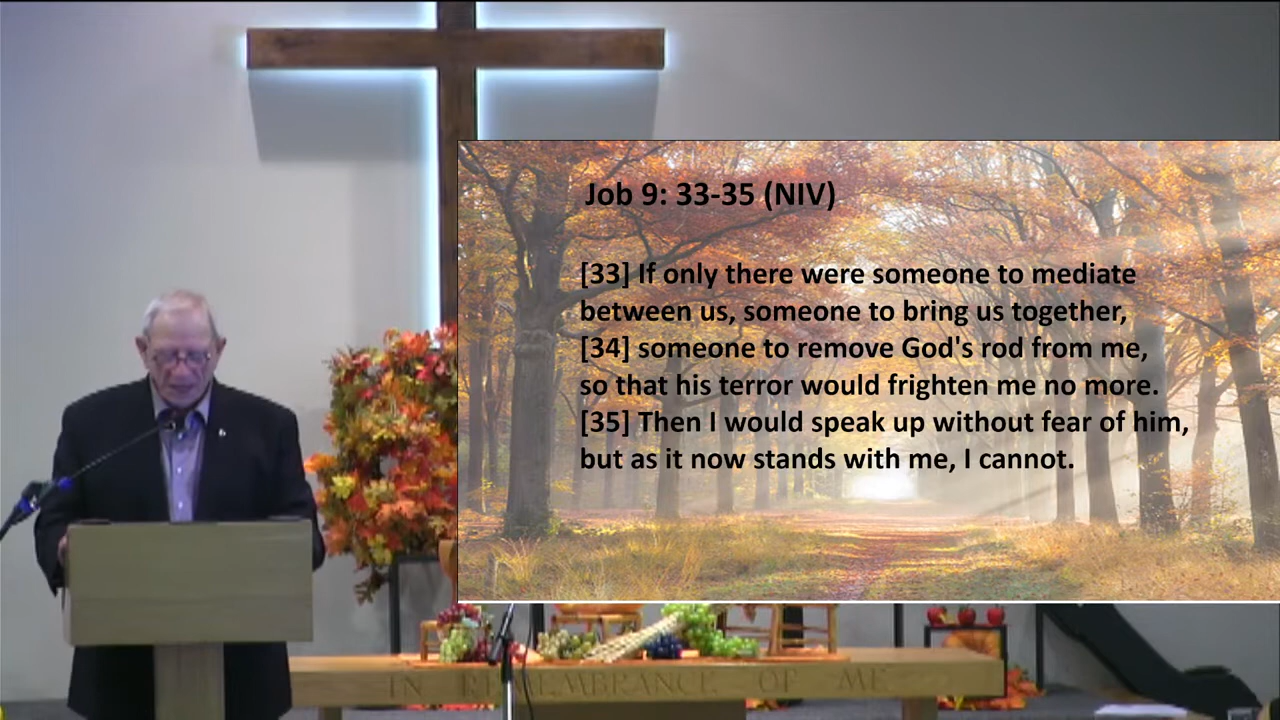 Job 9: 33-35 (NIV)
[33] If only there were someone to mediate
between us, someone to bring us together,
[34] someone to remove God's rod from me,
so that his terror would frighten me no more.
[35] Then I would speak up without fear of him,
but as it now stands with me, I cannot.
IN REMEMBRANCE OF ME